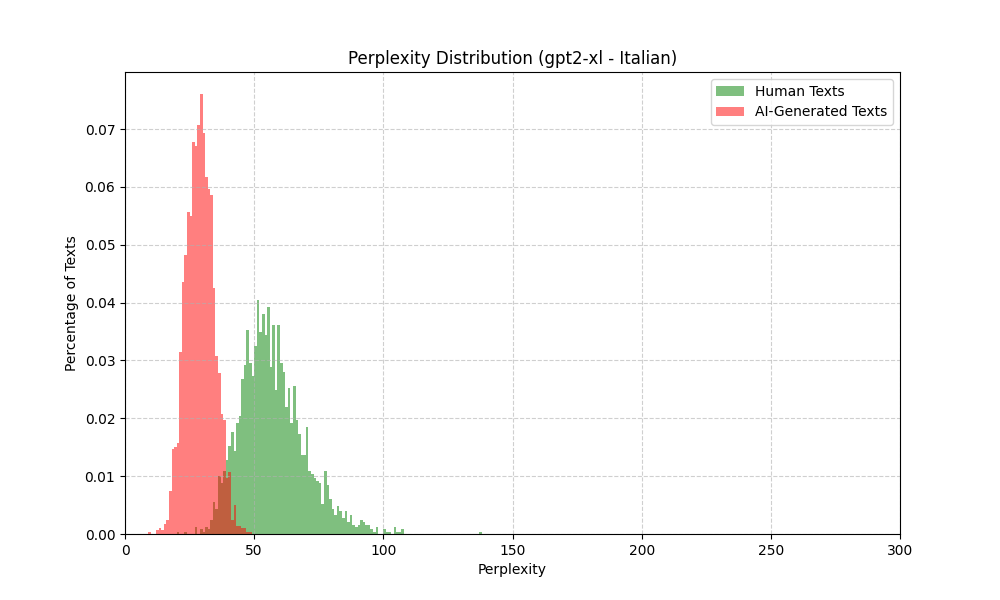 Perplexity Distribution (gpt2-xl - Italian)
Human Texts
AI-Generated Texts
Percentage of Texts
0.07
0.06
0.05
0.04
0.03
0.02
0.01
0.00
0 50 100 150 200 250 300
Perplexity